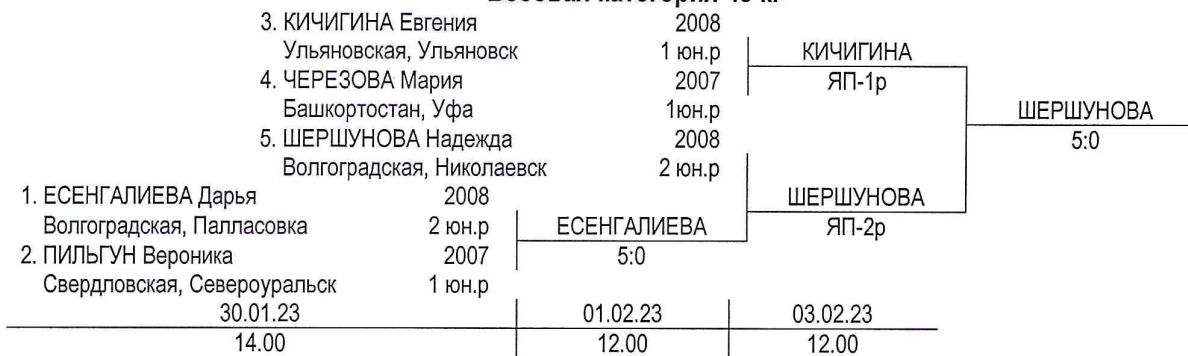 3. КИЧИГИНА Евгения 2008
Ульяновская, Ульяновск 1 юн.р КИЧИГИНА
4. ЧЕРЕЗОВА Мария 2007 ЯП-1р
Башкортостан, Уфа 1юн.р ШЕРШУНОВА
5. ШЕРШУНОВА Надежда 2008 5:0
Волгоградская, Николаевск 2 юн.р
1. ЕСЕНГАЛИЕВА Дарья 2008 ШЕРШУНОВА
Волгоградская, Палласовка 2 юн.р ЕСЕНГАЛИЕВА ЯП-2р
2. ПИЛЬГУН Вероника 2007 5:0
Свердловская, Североуральск 1 юн.р
30.01.23 01.02.23 03.02.23
14.00 12.00 12.00